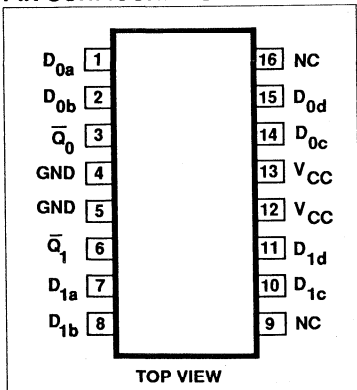 D0a 1 16 NC
D0b 2 15 D0d
Q̅0 3 14 D0c
GND 4 13 VCC
GND 5 12 VCC
Q̅1 6 11 D1d
D1a 7 10 D1c
D1b 8 9 NC
TOP VIEW